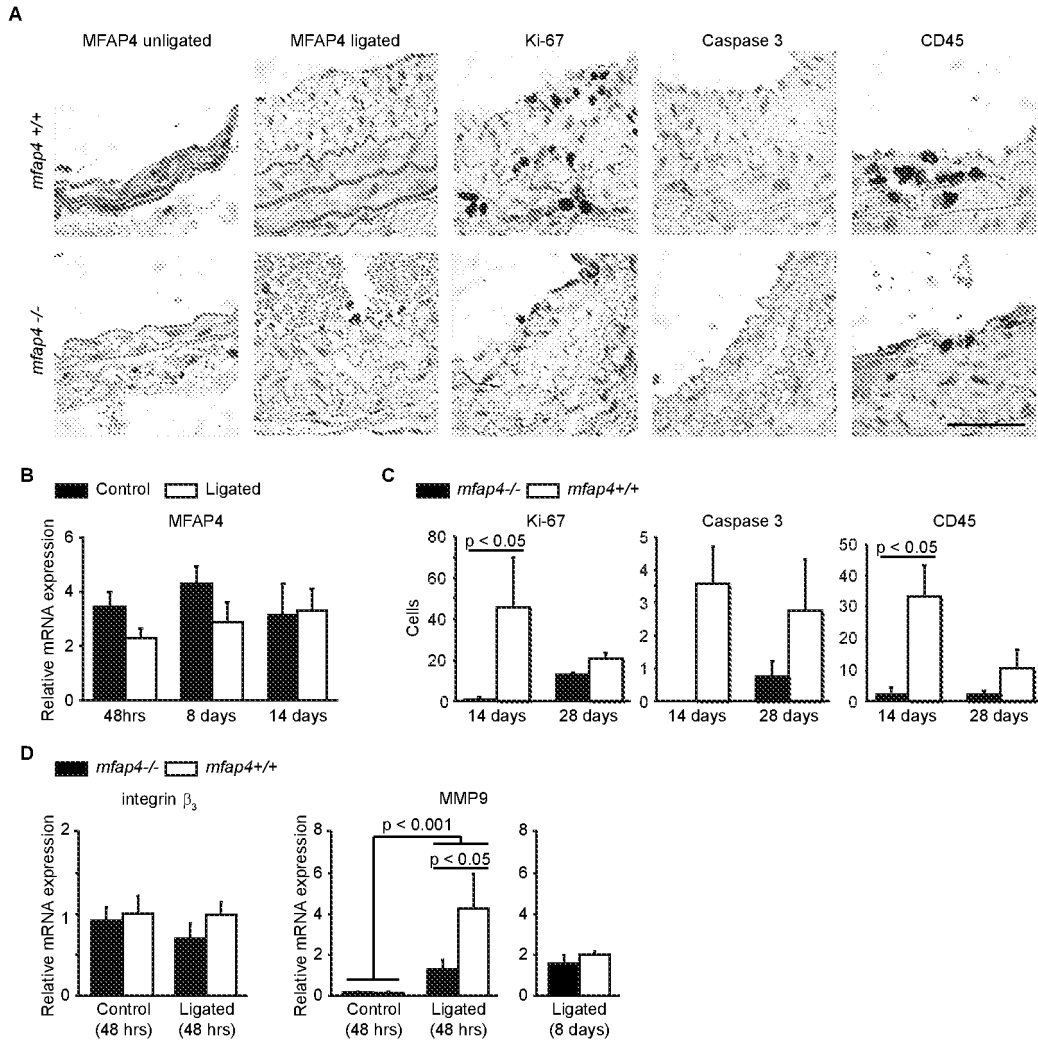 A
MFAP4 unligated MFAP4 ligated Ki-67 Caspase 3 CD45
mfap4 +/+
mfap4 -/-
B
Control Ligated
MFAP4
Relative mRNA expression
6
4
2
0
48hrs 8 days 14 days
C
mfap4-/- mfap4+/+
Ki-67
Cells
80
60
40
20
0
p < 0.05
14 days 28 days
Caspase 3
5
4
3
2
1
0
14 days 28 days
CD45
50
40
30
20
10
0
p < 0.05
14 days 28 days
D
mfap4-/- mfap4+/+
integrin β3
Relative mRNA expression
2
1
0
Control Ligated
(48 hrs) (48 hrs)
MMP9
Relative mRNA expression
8
6
4
2
0
p < 0.001
p < 0.05
Control Ligated
(48 hrs) (48 hrs)
8
6
4
2
0
Ligated
(8 days)